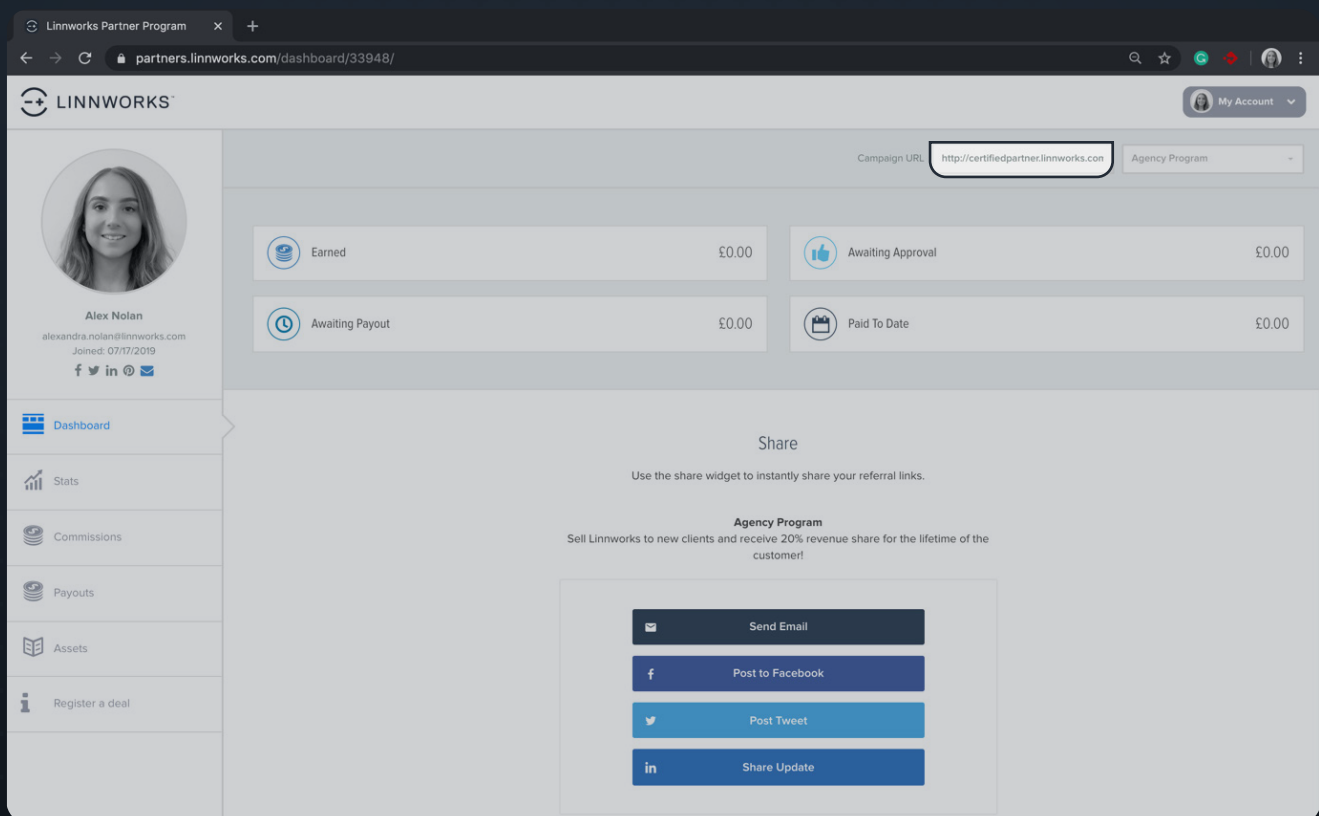 Linnworks Partner Program
partners.linnworks.com/dashboard/33948/
LINNWORKS™
My Account
Campaign URL http://certifiedpartner.linnworks.con Agency Program
Earned £0.00
Awaiting Approval £0.00
Awaiting Payout £0.00
Paid To Date £0.00
Alex Nolan
alexandra.nolan@linnworks.com
Joined: 07/17/2019
Dashboard
Stats
Commissions
Payouts
Assets
Register a deal
Share
Use the share widget to instantly share your referral links.
Agency Program
Sell Linnworks to new clients and receive 20% revenue share for the lifetime of the
customer!
Send Email
Post to Facebook
Post Tweet
Share Update